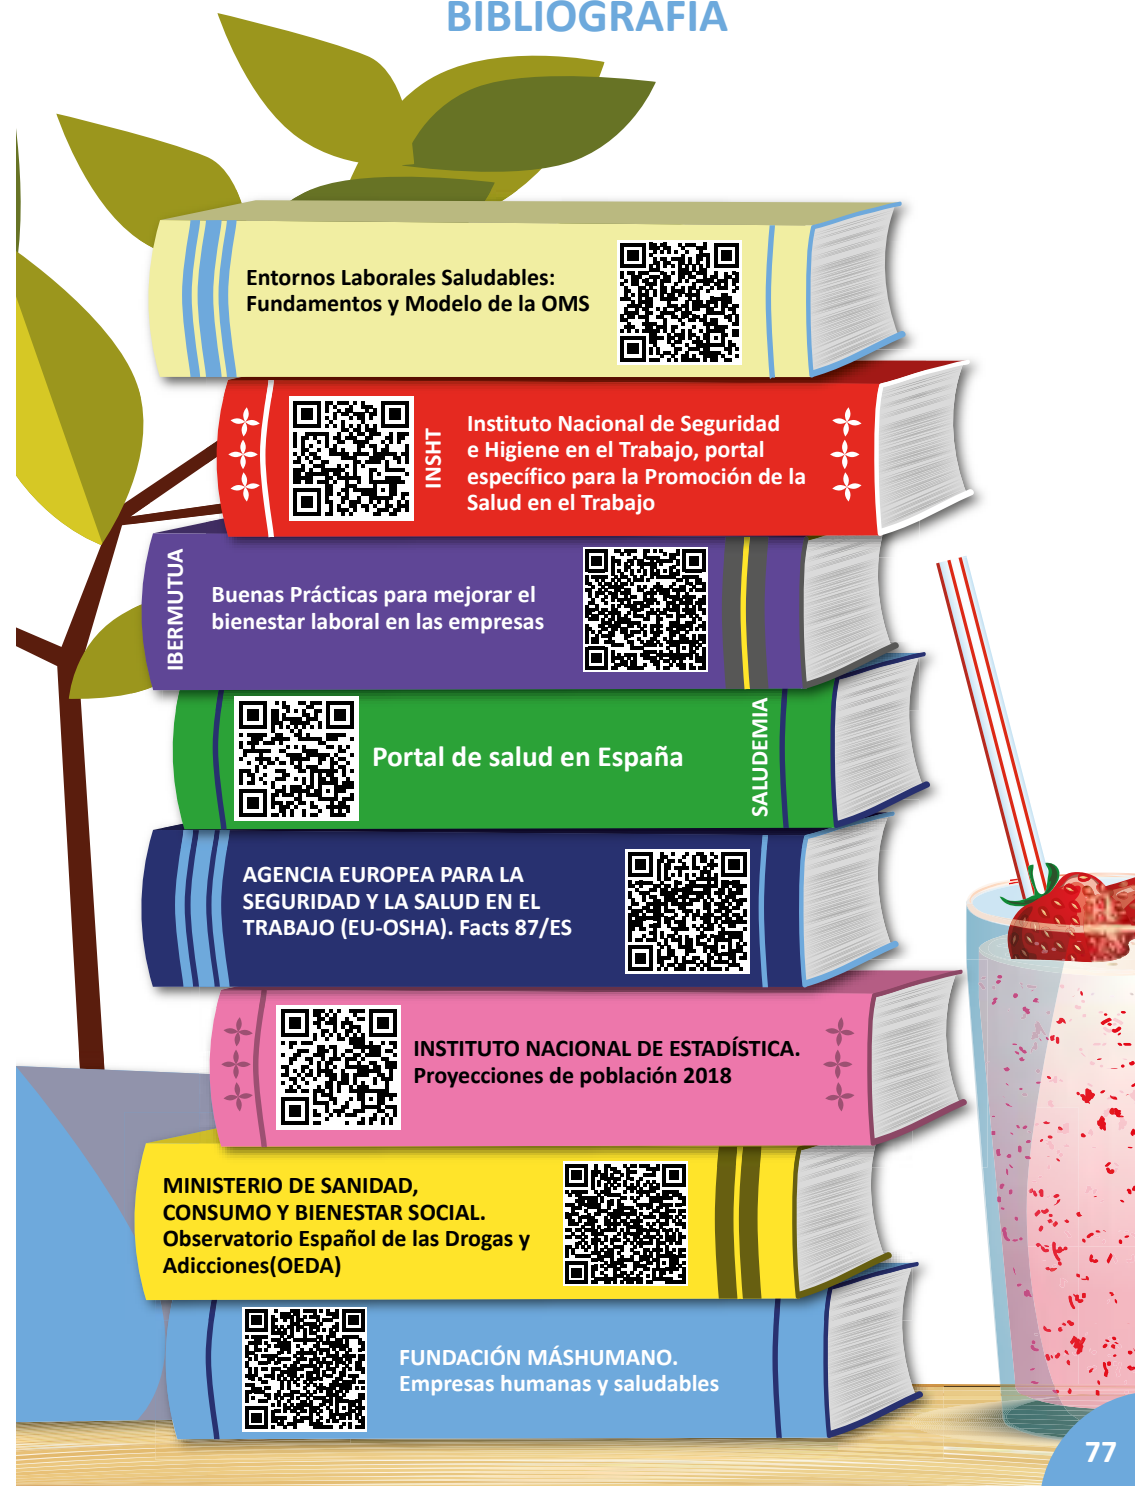 BIBLIOGRAFÍA
Entornos Laborales Saludables:
Fundamentos y Modelo de la OMS
INSHT
Instituto Nacional de Seguridad
e Higiene en el Trabajo, portal
específico para la Promoción de la
Salud en el Trabajo
IBERMUTUA
Buenas Prácticas para mejorar el
bienestar laboral en las empresas
Portal de salud en España
SALUDEMIA
AGENCIA EUROPEA PARA LA
SEGURIDAD Y LA SALUD EN EL
TRABAJO (EU-OSHA). Facts 87/ES
INSTITUTO NACIONAL DE ESTADÍSTICA.
Proyecciones de población 2018
MINISTERIO DE SANIDAD,
CONSUMO Y BIENESTAR SOCIAL.
Observatorio Español de las Drogas y
Adicciones(OEDA)
FUNDACIÓN MÁSHUMANO.
Empresas humanas y saludables
77